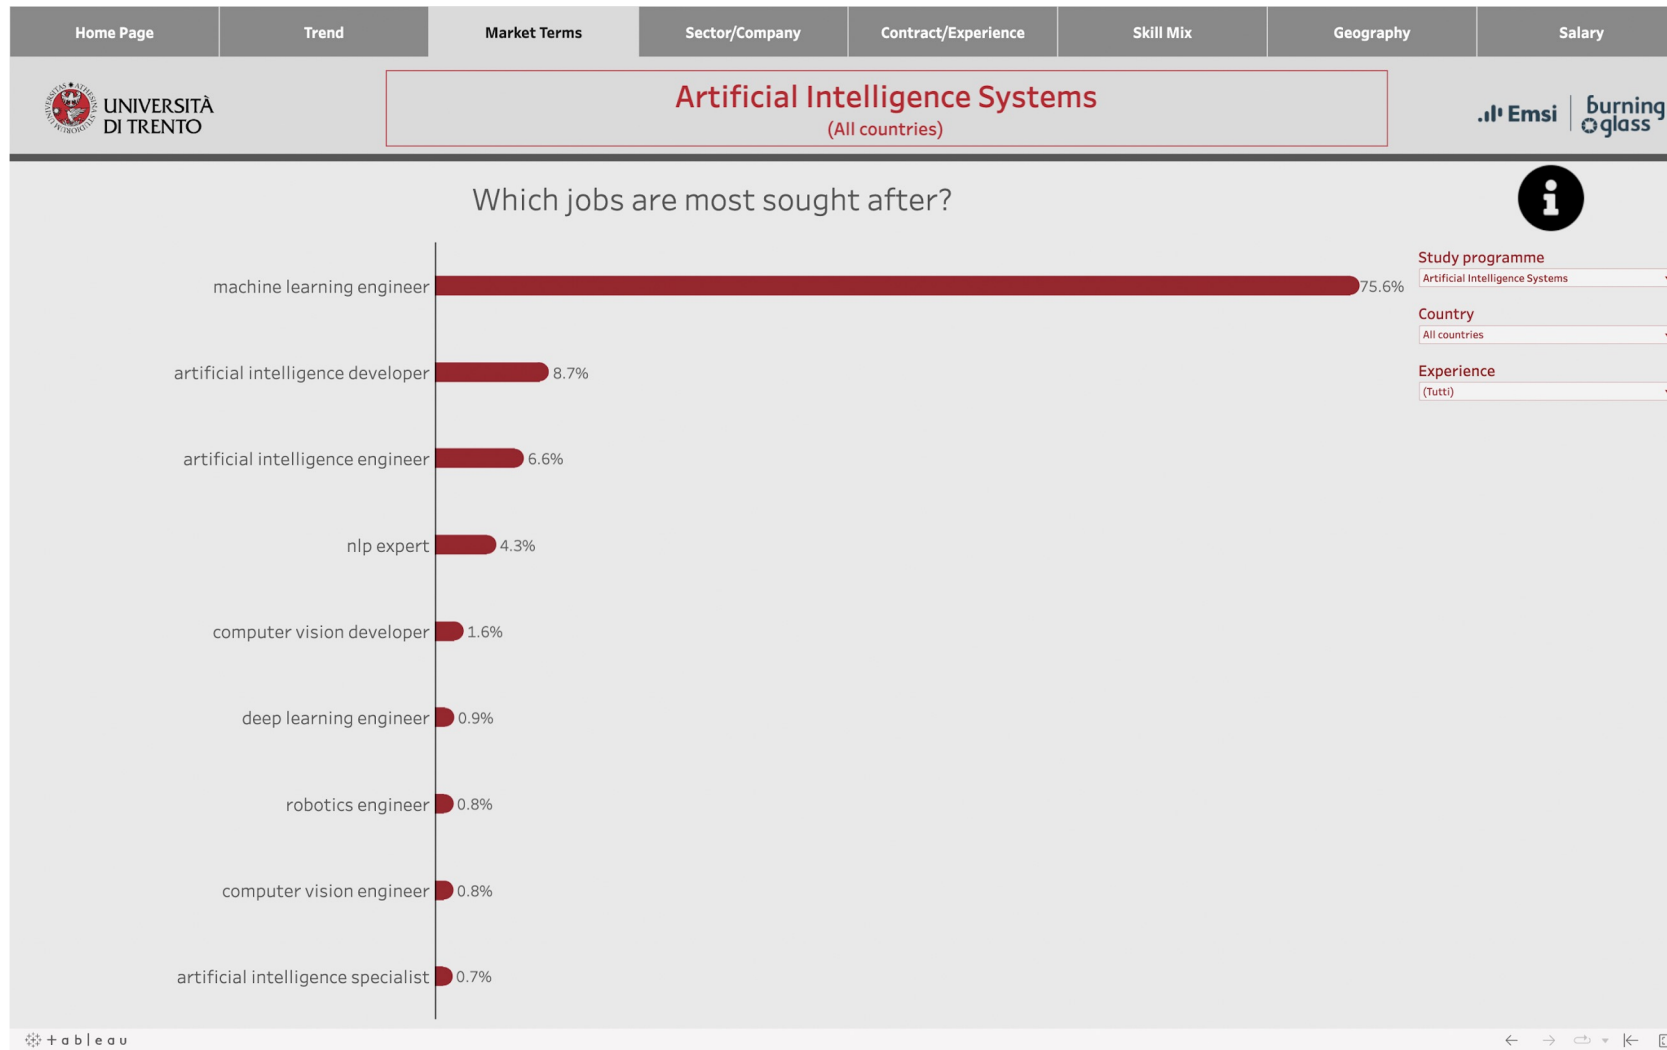 Home Page Trend Market Terms Sector/Company Contract/Experience Skill Mix Geography Salary
UNIVERSITÀ
DI TRENTO
Artificial Intelligence Systems
(All countries)
Emsi
burning
glass
Which jobs are most sought after?
machine learning engineer 75.6%
artificial intelligence developer 8.7%
artificial intelligence engineer 6.6%
nlp expert 4.3%
computer vision developer 1.6%
deep learning engineer 0.9%
robotics engineer 0.8%
computer vision engineer 0.8%
artificial intelligence specialist 0.7%
Study programme
Artificial Intelligence Systems
Country
All countries
Experience
(Tutti)
+ableau